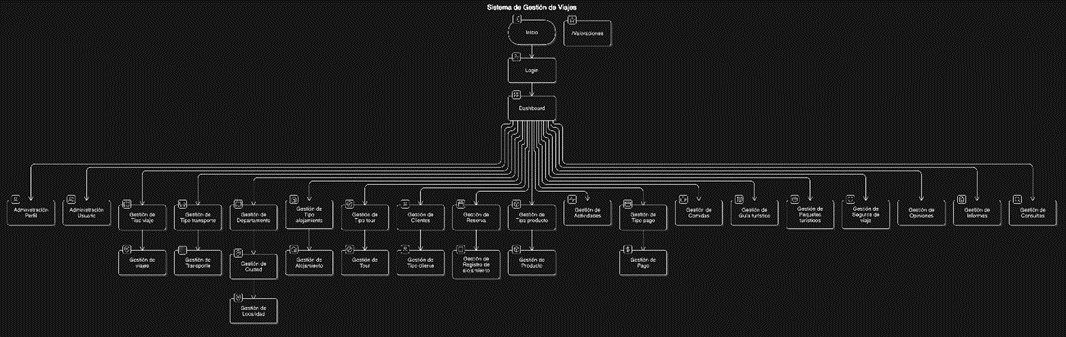 Sistema de Gestión de Viajes
Inicio
Valoraciones
Login
Dashboard
Administración
Perfil
Administración
Usuario
Gestión de
Tipo viaje
Gestión de
Tipo transporte
Gestión de
Departamento
Gestión de
Tipo
alojamiento
Gestión de
Tipo tour
Gestión de
Clientes
Gestión de
Reserva
Gestión de
Tipo producto
Gestión de
Actividades
Gestión de
Tipo pago
Gestión de
Comidas
Gestión de
Guía turístico
Gestión de
Paquetes
turísticos
Gestión de
Seguros de
viaje
Gestión de
Opiniones
Gestión de
Informes
Gestión de
Consultas
Gestión de
viajes
Gestión de
Transporte
Gestión de
Ciudad
Gestión de
Alojamiento
Gestión de
Tour
Gestión de
Tipo cliente
Gestión de
Registro de
alojamiento
Gestión de
Producto
Gestión de
Pago
Gestión de
Localidad